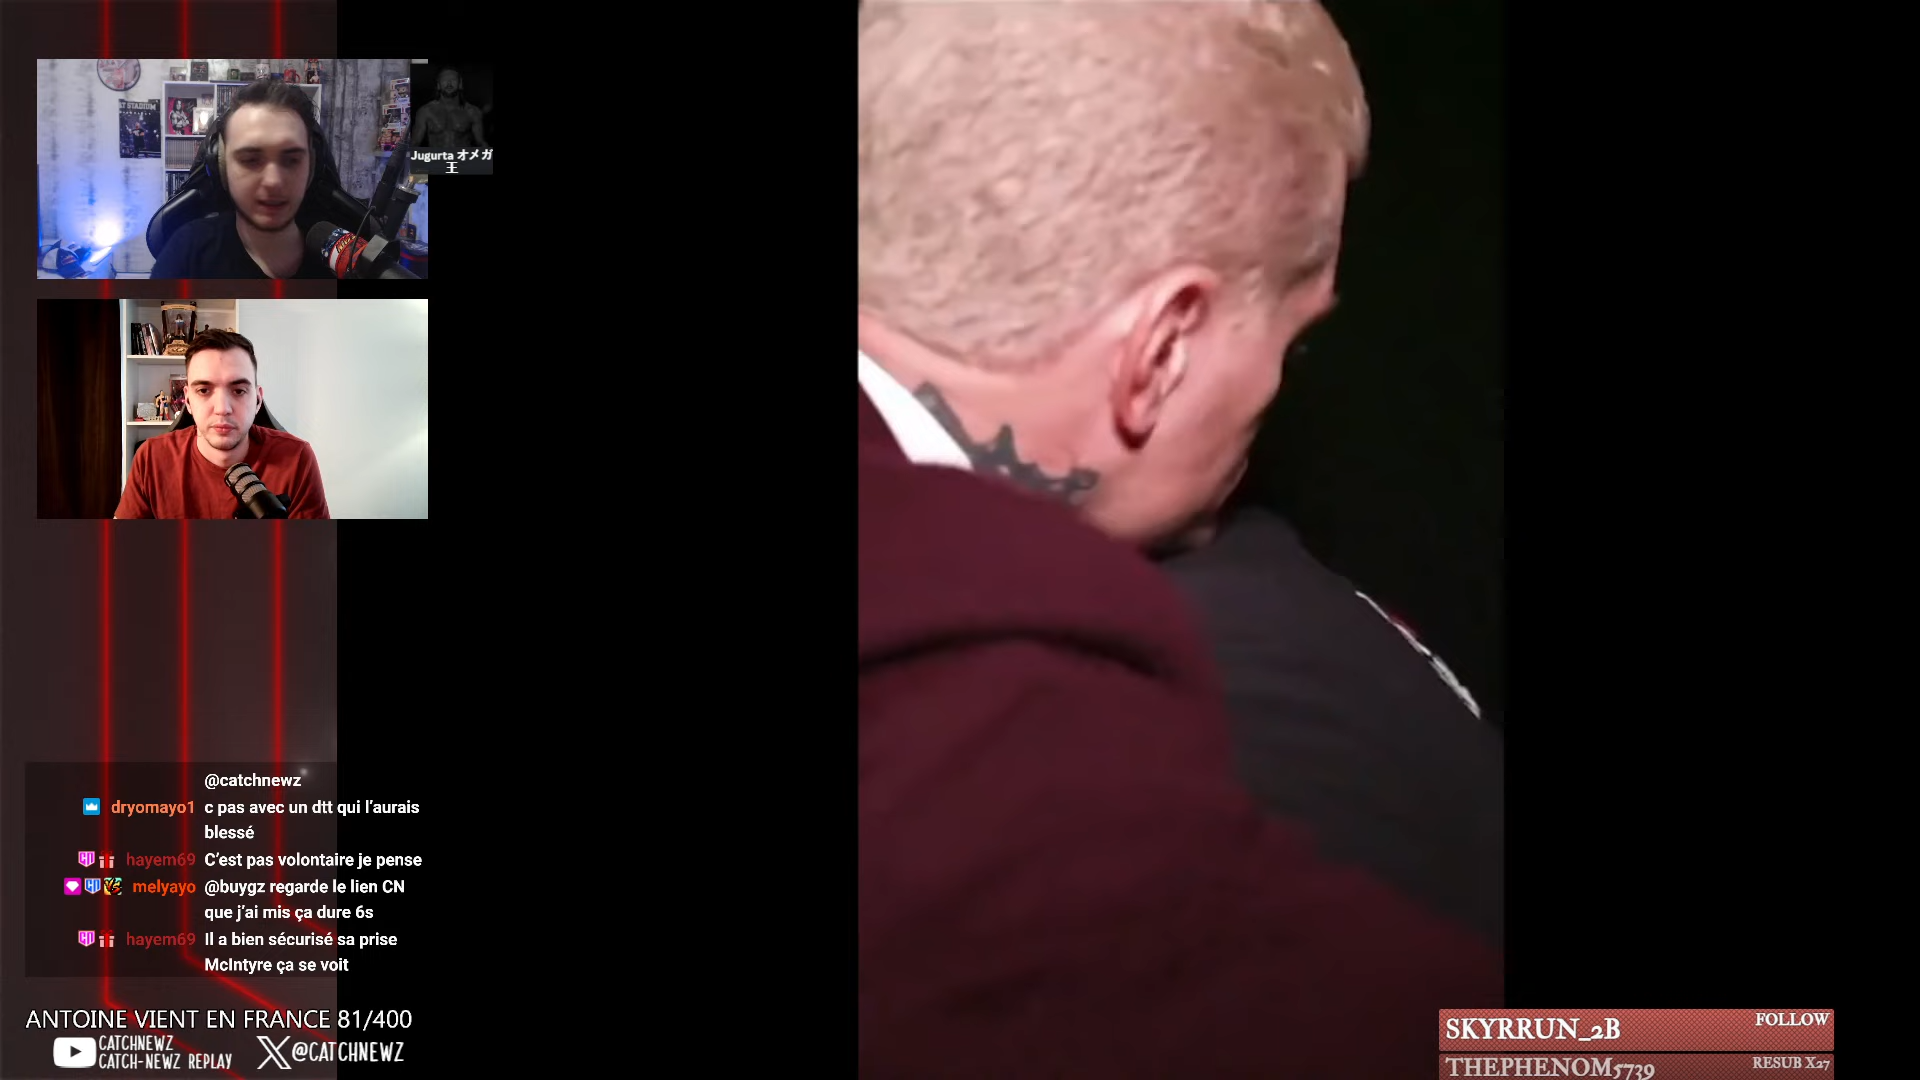 AT STADIUM
Jugurta オメガ
王
@catchnewz
dryomayo1 c pas avec un dtt qui l’aurais
blessé
hayem69 C’est pas volontaire je pense
melyayo @buygz regarde le lien CN
que j’ai mis ça dure 6s
hayem69 Il a bien sécurisé sa prise
McIntyre ça se voit
ANTOINE VIENT EN FRANCE 81/400
CATCHNEWZ
CATCH-NEWZ REPLAY
@CATCHNEWZ
SKYRRUN_2B FOLLOW
THEPHENOM5739 RESUB X27